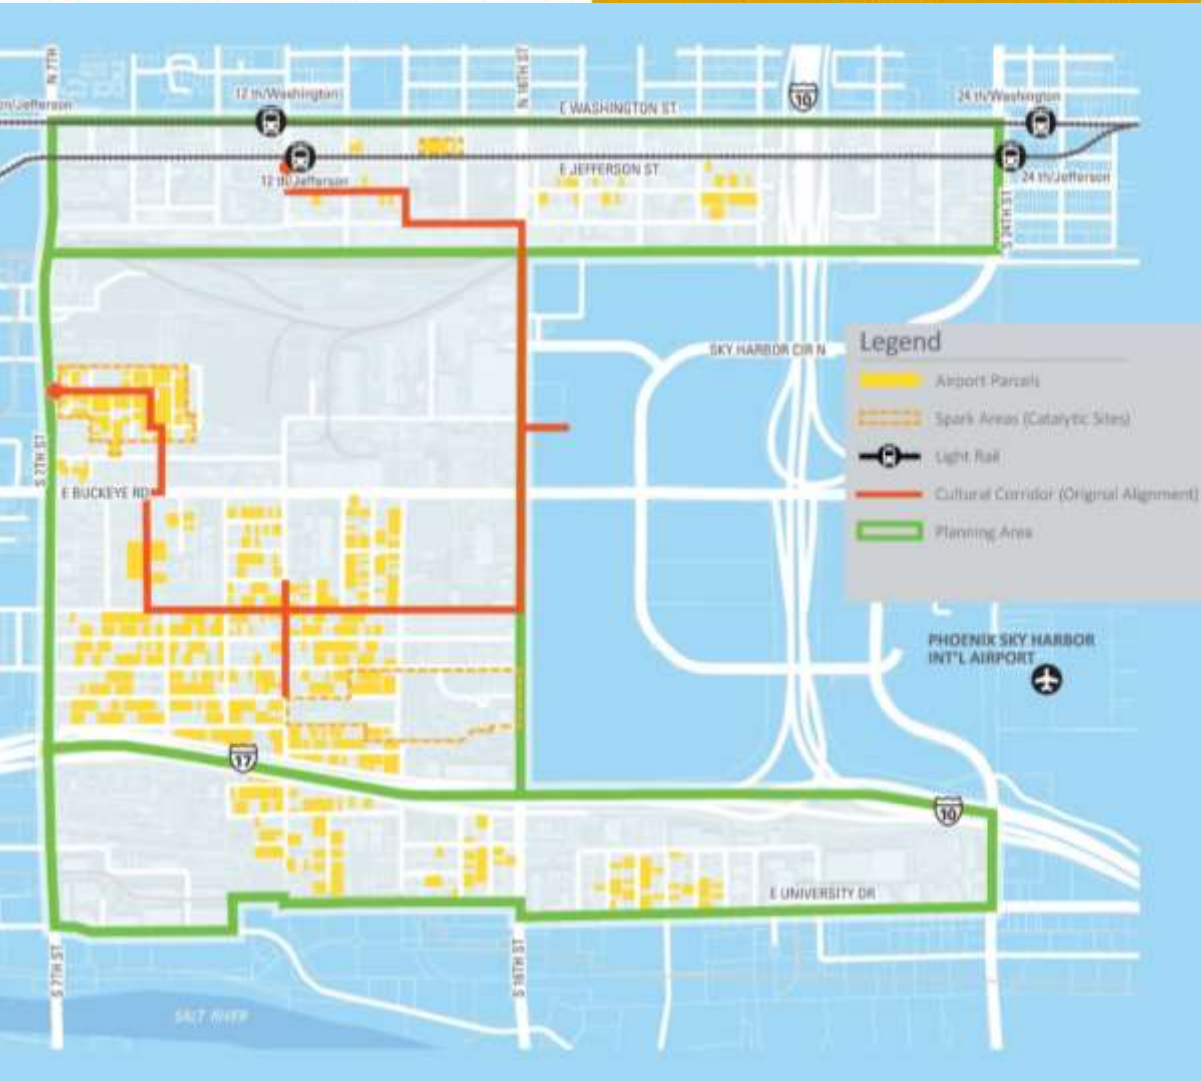 N 7TH
N 16TH ST
10
12 th/Washington
24 th/Washington
E WASHINGTON ST
on/Jefferson
E JEFFERSON ST
12 th/Jefferson
24 th/Jefferson
S 24TH ST
SKY HARBOR CIR N
Legend
Airport Parcels
Spark Areas (Catalytic Sites)
Light Rail
Cultural Corridor (Original Alignment)
Planning Area
S 7TH ST
E BUCKEYE RD
PHOENIX SKY HARBOR
INT'L AIRPORT
17
10
E UNIVERSITY DR
S 7TH ST
S 16TH ST
SALT RIVER